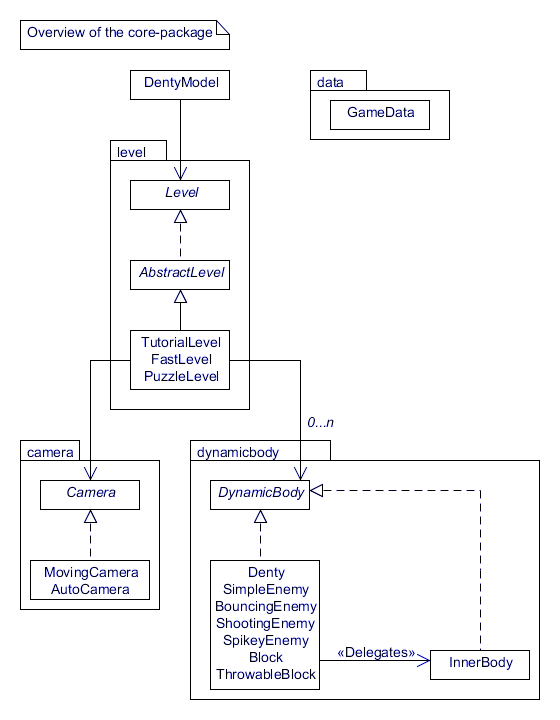 Overview of the core-package
DentyModel
data
GameData
level
Level
AbstractLevel
TutorialLevel
FastLevel
PuzzleLevel
0...n
camera
Camera
MovingCamera
AutoCamera
dynamicbody
DynamicBody
Denty
SimpleEnemy
BouncingEnemy
ShootingEnemy
SpikeyEnemy
Block
ThrowableBlock
«Delegates»
InnerBody